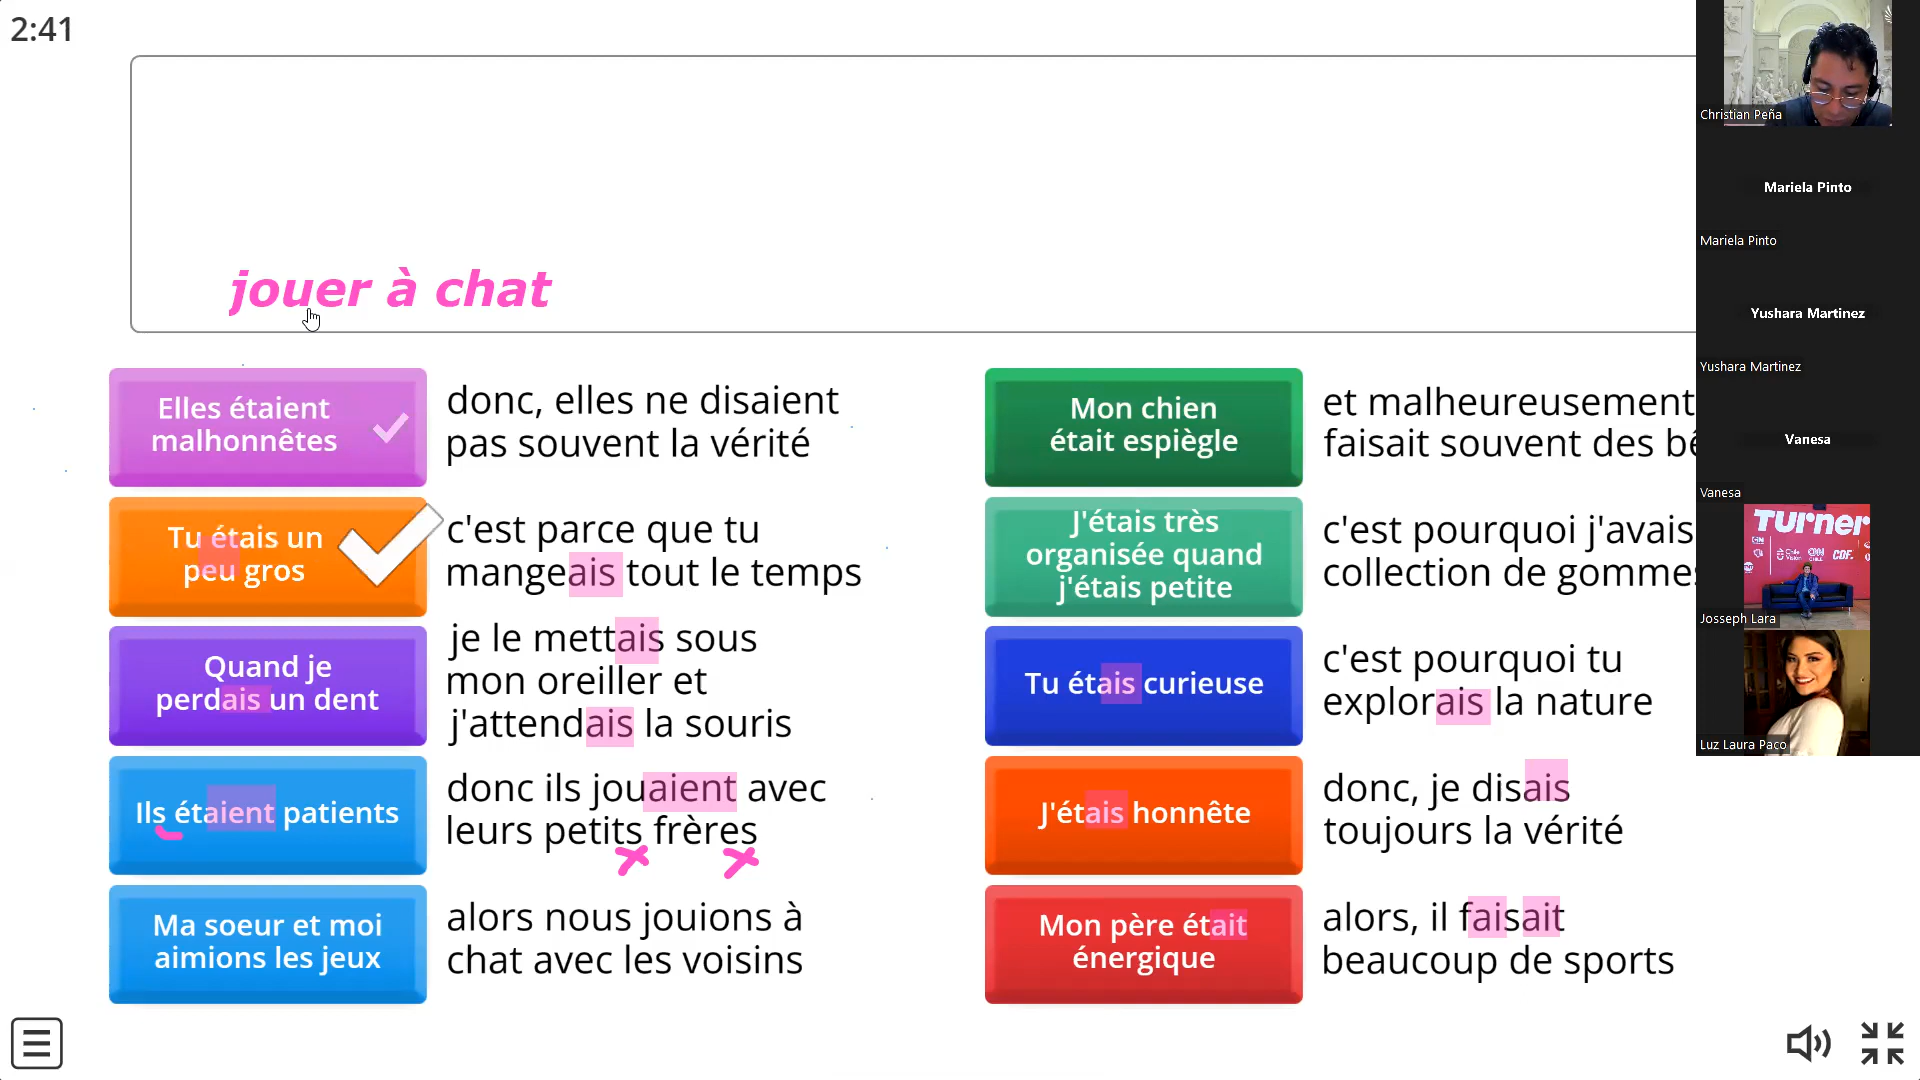 2:41
jouer à chat
Elles étaient
malhonnêtes
donc, elles ne disaient
pas souvent la vérité
Tu étais un
peu gros
c'est parce que tu
mangeais tout le temps
Quand je
perdais un dent
je le mettais sous
mon oreiller et
j'attendais la souris
Ils étaient patients
donc ils jouaient avec
leurs petits frères
Ma soeur et moi
aimions les jeux
alors nous jouions à
chat avec les voisins
Mon chien
était espiègle
et malheureusement
faisait souvent des
J'étais très
organisée quand
j'étais petite
c'est pourquoi j'avais
collection de gommes
Tu étais curieuse
c'est pourquoi tu
explorais la nature
J'étais honnête
donc, je disais
toujours la vérité
Mon père était
énergique
alors, il faisait
beaucoup de sports
Christian Peña
Mariela Pinto
Mariela Pinto
Yushara Martinez
Yushara Martinez
Vanesa
Vanesa
Turner
CDF.
Josseph Lara
Luz Laura Paco